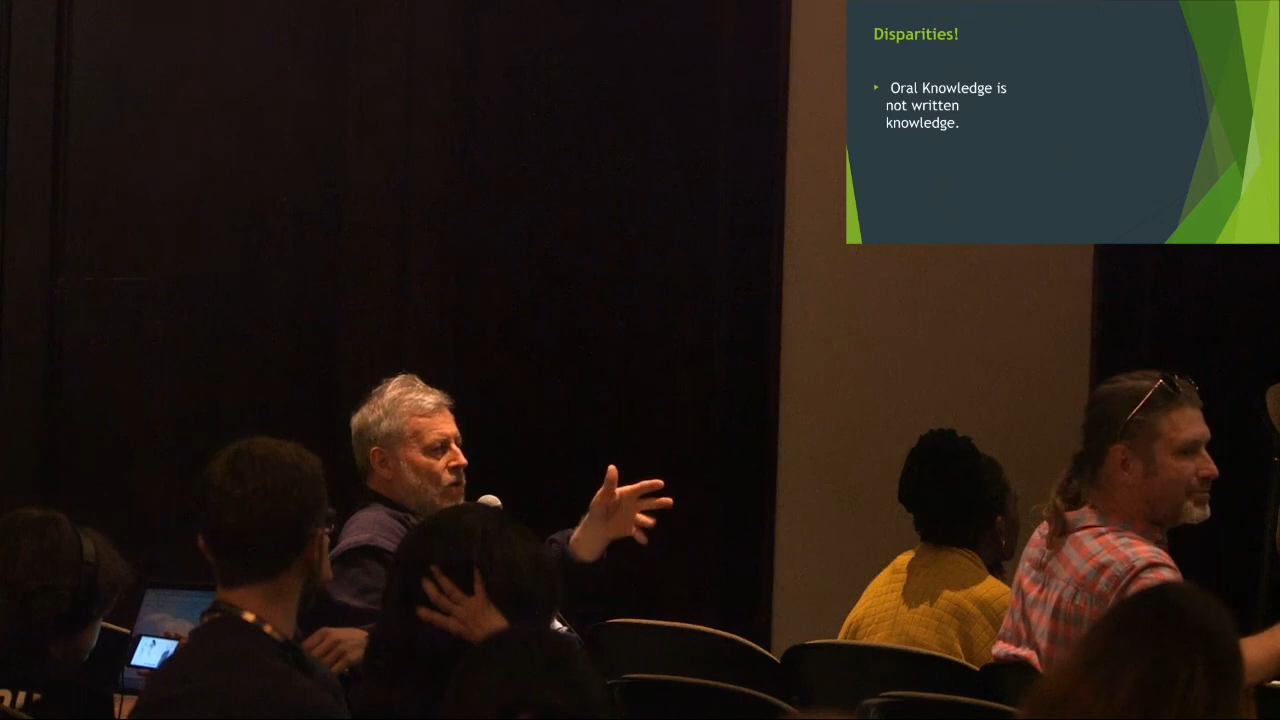 Disparities!
Oral Knowledge is
not written
knowledge.